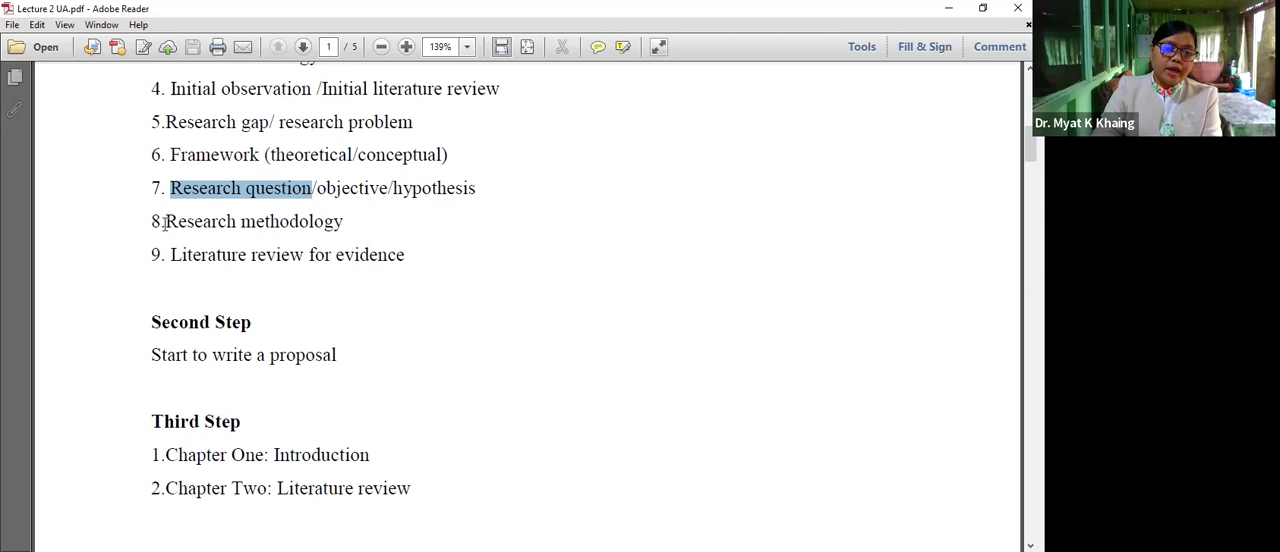 Lecture 2 UA.pdf - Adobe Reader
File Edit View Window Help
Open 1 / 5 139% Tools Fill & Sign Comment
4. Initial observation /Initial literature review
5.Research gap/ research problem
6. Framework (theoretical/conceptual)
7. Research question/objective/hypothesis
8.Research methodology
9. Literature review for evidence
Second Step
Start to write a proposal
Third Step
1.Chapter One: Introduction
2.Chapter Two: Literature review
Dr. Myat K Khaing